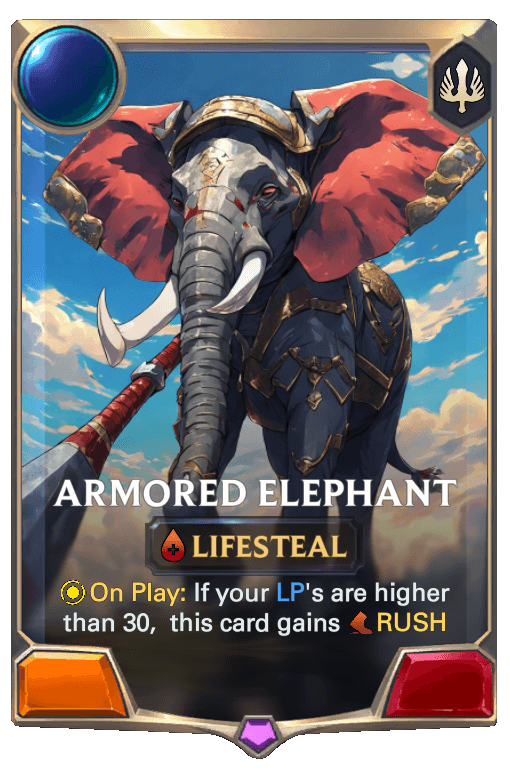 ARMORED ELEPHANT
LIFESTEAL
On Play: If your LP's are higher
than 30, this card gains RUSH